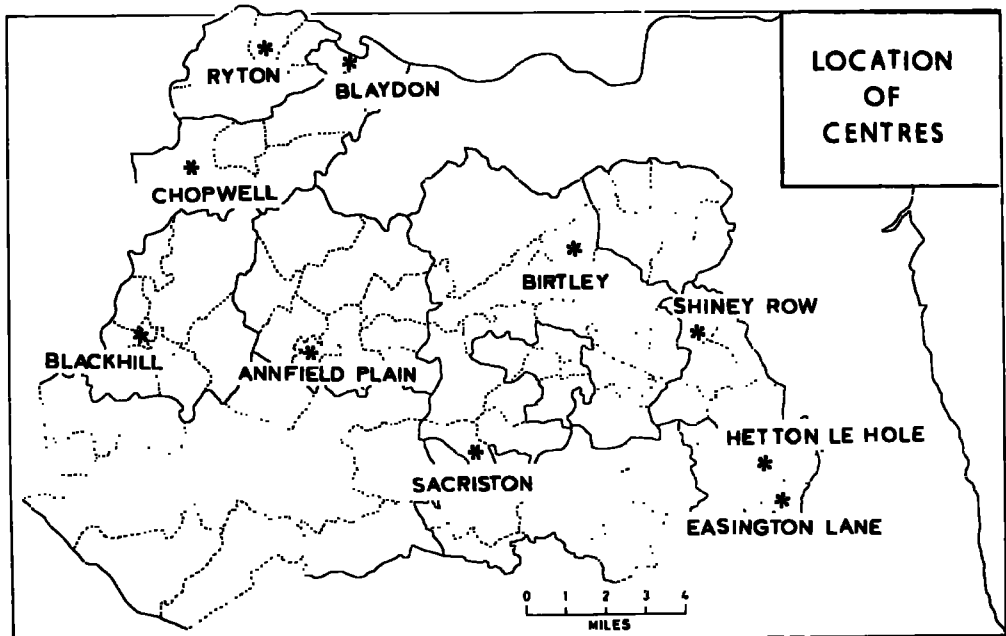 LOCATION
OF
CENTRES
RYTON
BLAYDON
CHOPWELL
BIRTLEY
SHINEY ROW
BLACKHILL
ANNFIELD PLAIN
HETTON LE HOLE
SACRISTON
EASINGTON LANE
0 1 2 3 4
MILES